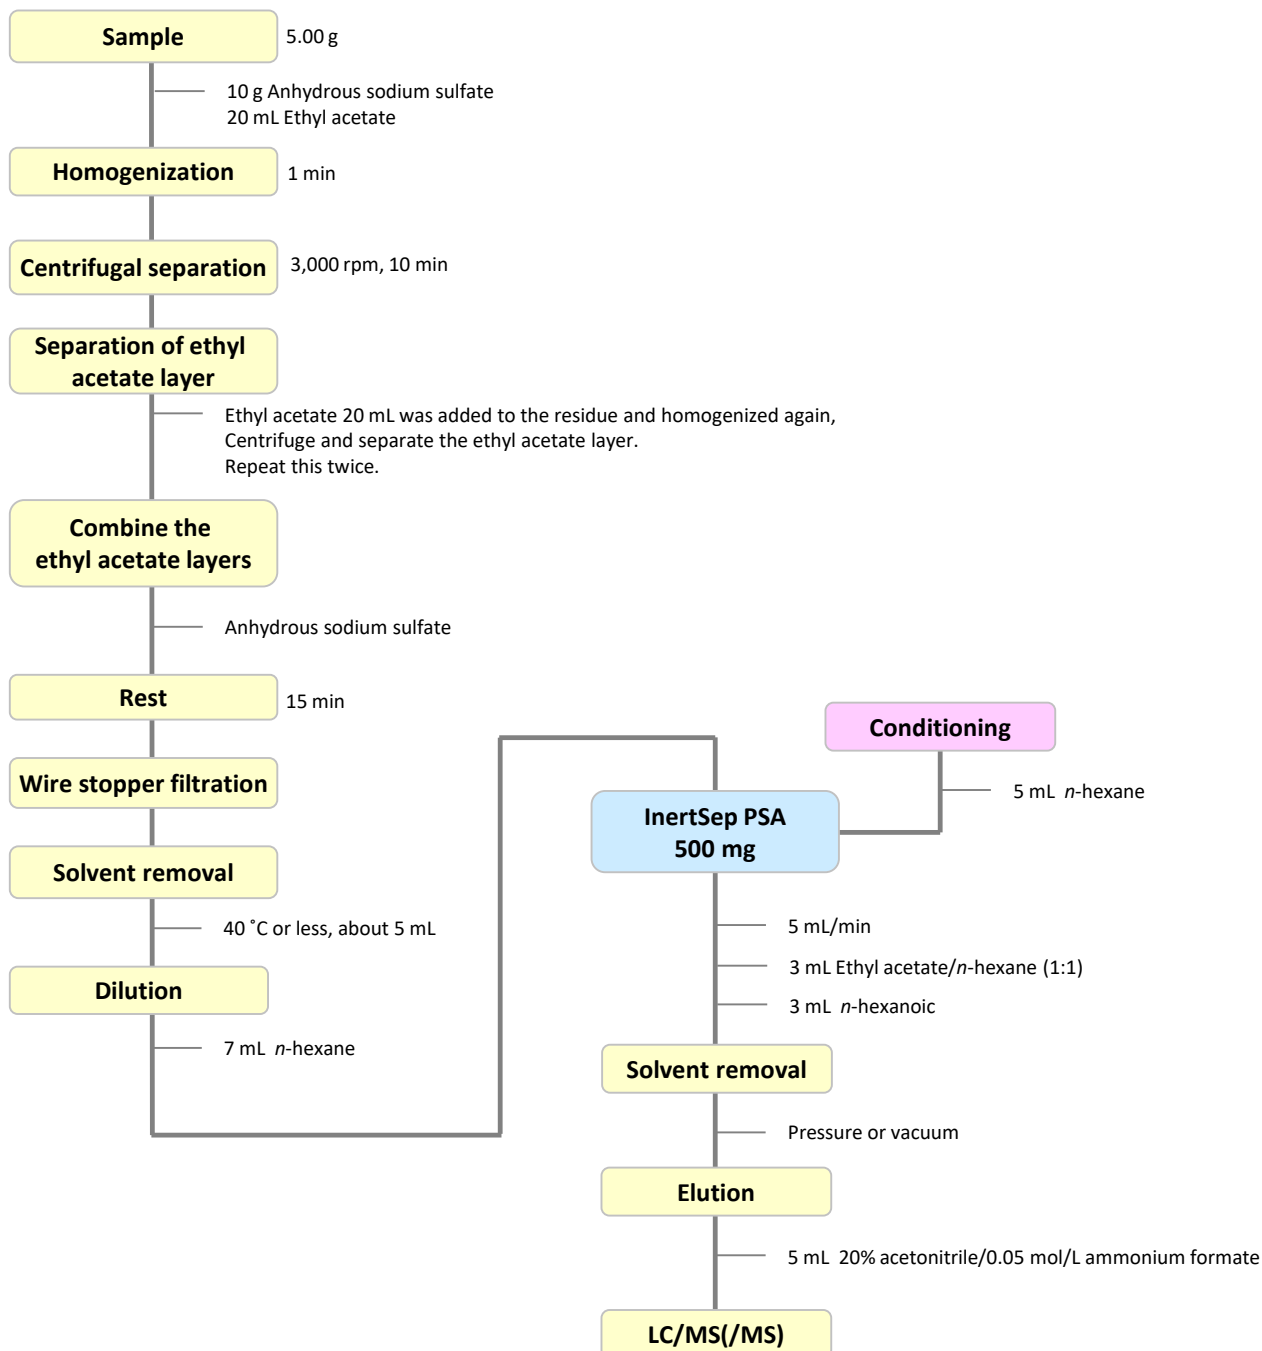 Sample
5.00 g
10 g Anhydrous sodium sulfate
20 mL Ethyl acetate
Homogenization
1 min
Centrifugal separation
3,000 rpm, 10 min
Separation of ethyl
acetate layer
Ethyl acetate 20 mL was added to the residue and homogenized again,
Centrifuge and separate the ethyl acetate layer.
Repeat this twice.
Combine the
ethyl acetate layers
Anhydrous sodium sulfate
Rest
15 min
Wire stopper filtration
Solvent removal
40 ˚C or less, about 5 mL
Dilution
7 mL n-hexane
Conditioning
5 mL n-hexane
InertSep PSA
500 mg
5 mL/min
3 mL Ethyl acetate/n-hexane (1:1)
3 mL n-hexanoic
Solvent removal
Pressure or vacuum
Elution
5 mL 20% acetonitrile/0.05 mol/L ammonium formate
LC/MS(/MS)